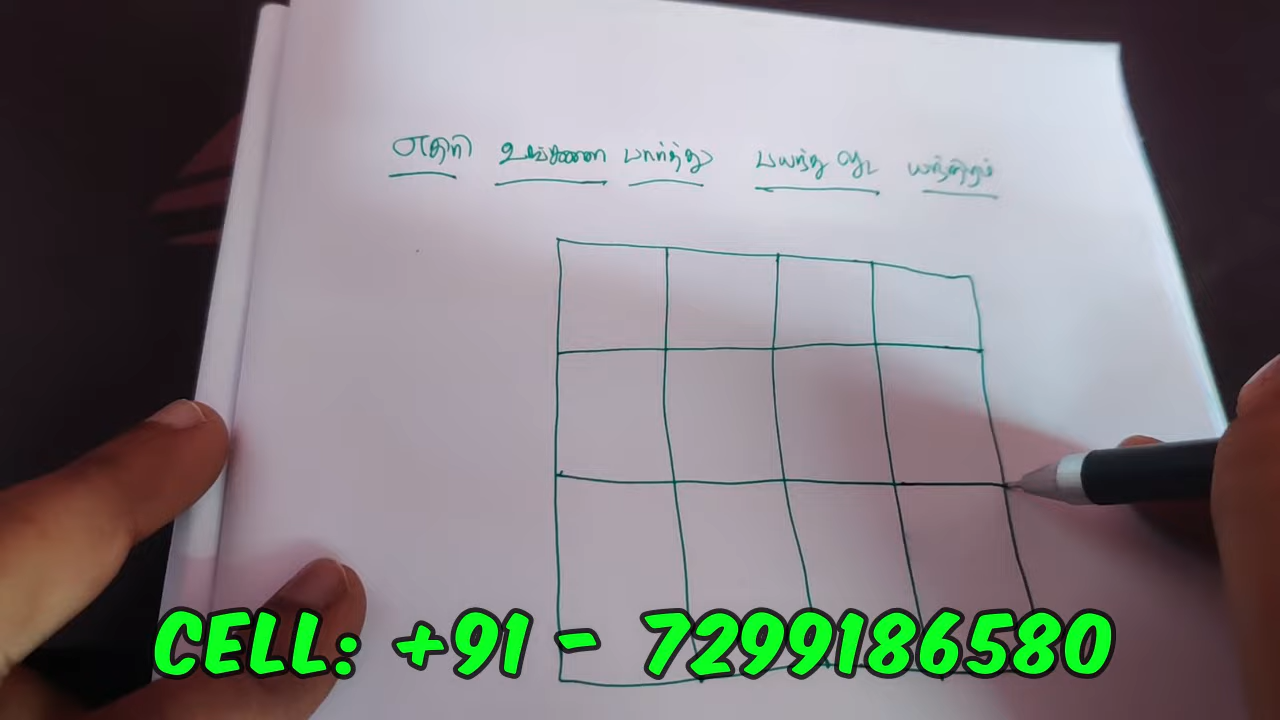 எதிரி உங்களை பார்த்து பயந்து ஓட யந்திரம்
CELL: +91 - 7299186580